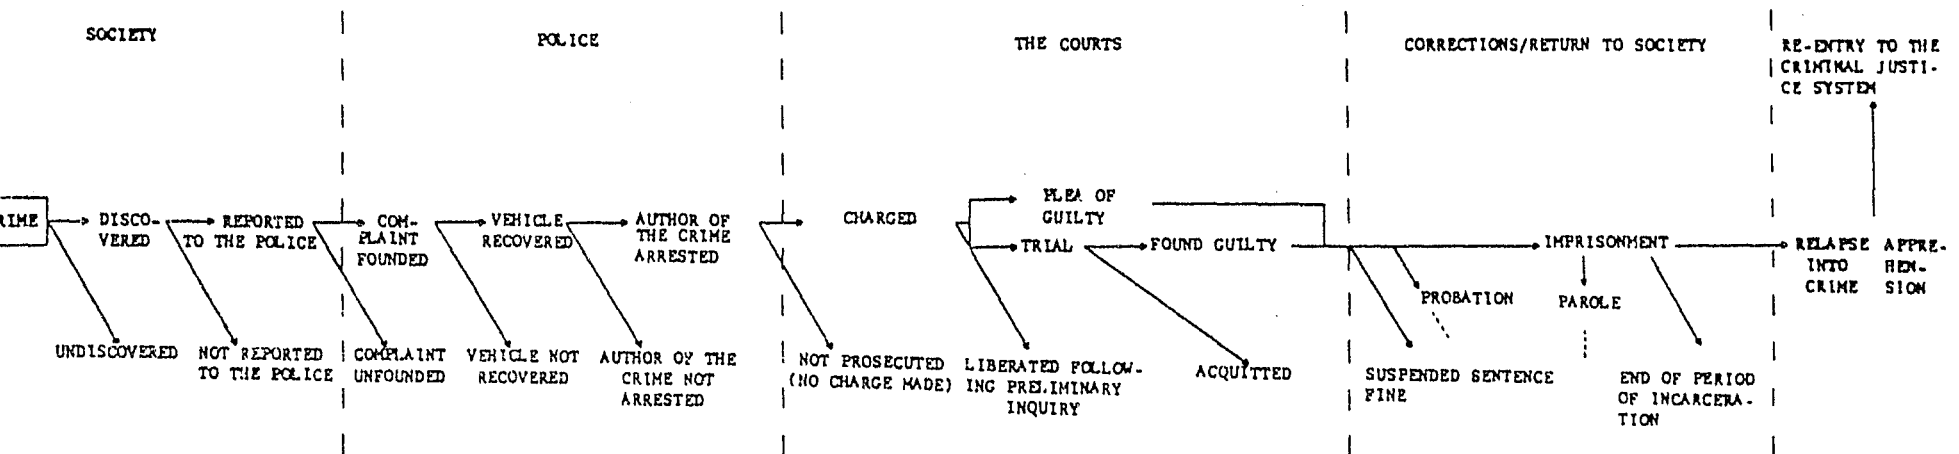 SOCIETY
POLICE
THE COURTS
CORRECTIONS/RETURN TO SOCIETY
RE-ENTRY TO THE
CRIMINAL JUSTI-
CE SYSTEM
RIME
DISCO-
VERED
REPORTED
TO THE POLICE
COM-
PLAINT
FOUNDED
VEHICLE
RECOVERED
AUTHOR OF
THE CRIME
ARRESTED
CHARGED
PLEA OF
GUILTY
TRIAL
FOUND GUILTY
IMPRISONMENT
RELAPSE
INTO
CRIME
APPRE-
HEN-
SION
PROBATION
PAROLE
UNDISCOVERED
NOT REPORTED
TO THE POLICE
COMPLAINT
UNFOUNDED
VEHICLE NOT
RECOVERED
AUTHOR OF THE
CRIME NOT
ARRESTED
NOT PROSECUTED
(NO CHARGE MADE)
LIBERATED FOLLOW-
ING PRELIMINARY
INQUIRY
ACQUITTED
SUSPENDED SENTENCE
FINE
END OF PERIOD
OF INCARCERA-
TION